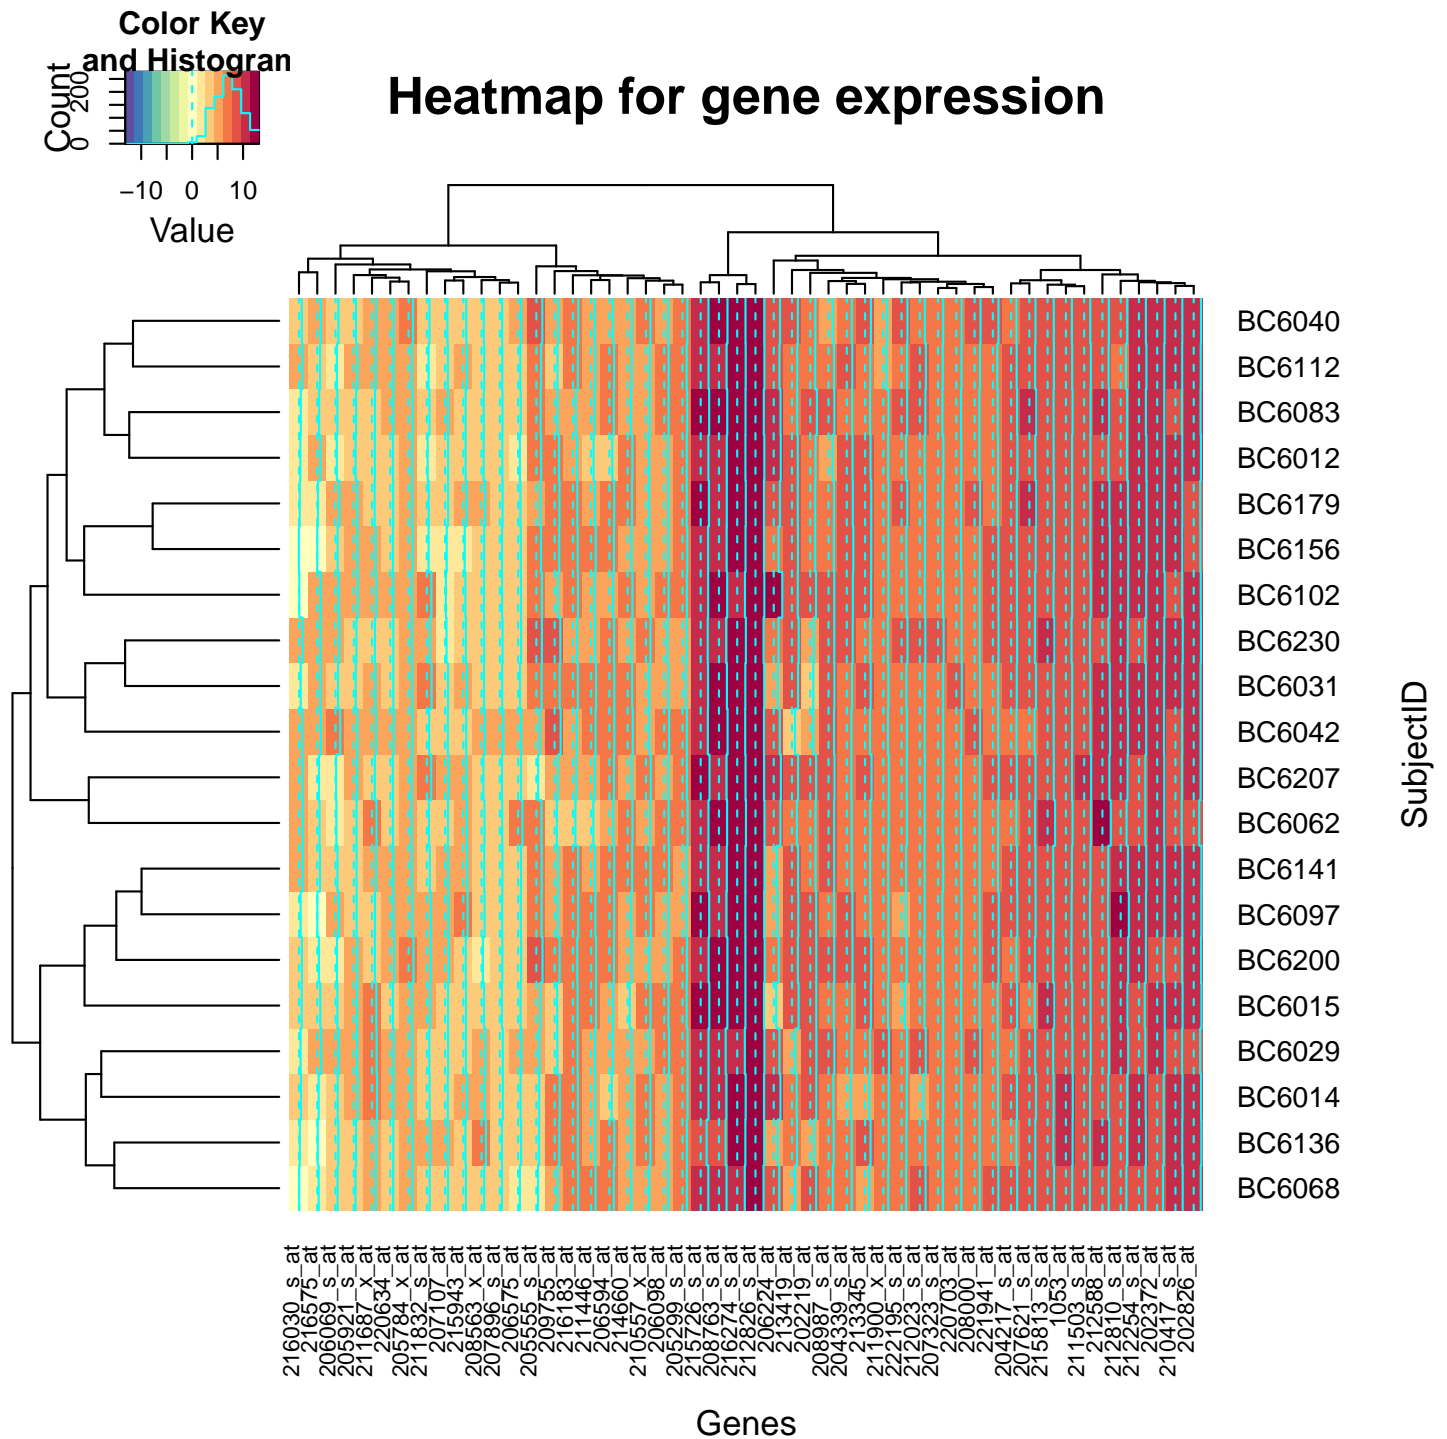 Color Key
and Histogram
Count
0 200
−10 0 10
Value
Heatmap for gene expression
BC6040
BC6112
BC6083
BC6012
BC6179
BC6156
BC6102
BC6230
BC6031
BC6042
BC6207
BC6062
BC6141
BC6097
BC6200
BC6015
BC6029
BC6014
BC6136
BC6068
SubjectID
216030_s_at
216575_at
206069_s_at
205921_s_at
211687_x_at
220634_at
205784_x_at
211832_s_at
207107_at
215943_at
208563_x_at
207896_s_at
206575_at
205555_s_at
209755_at
216183_at
211446_at
206594_at
214660_at
210557_x_at
206098_at
205299_s_at
215726_s_at
208763_s_at
216274_s_at
212826_s_at
206224_at
213419_at
202219_at
208987_s_at
204339_s_at
213345_at
211900_x_at
222195_s_at
212023_s_at
207323_s_at
220703_at
208000_at
221941_at
204217_s_at
207621_s_at
215813_s_at
1053_at
211503_s_at
212588_at
212810_s_at
212254_s_at
202372_at
210417_s_at
202826_at
Genes